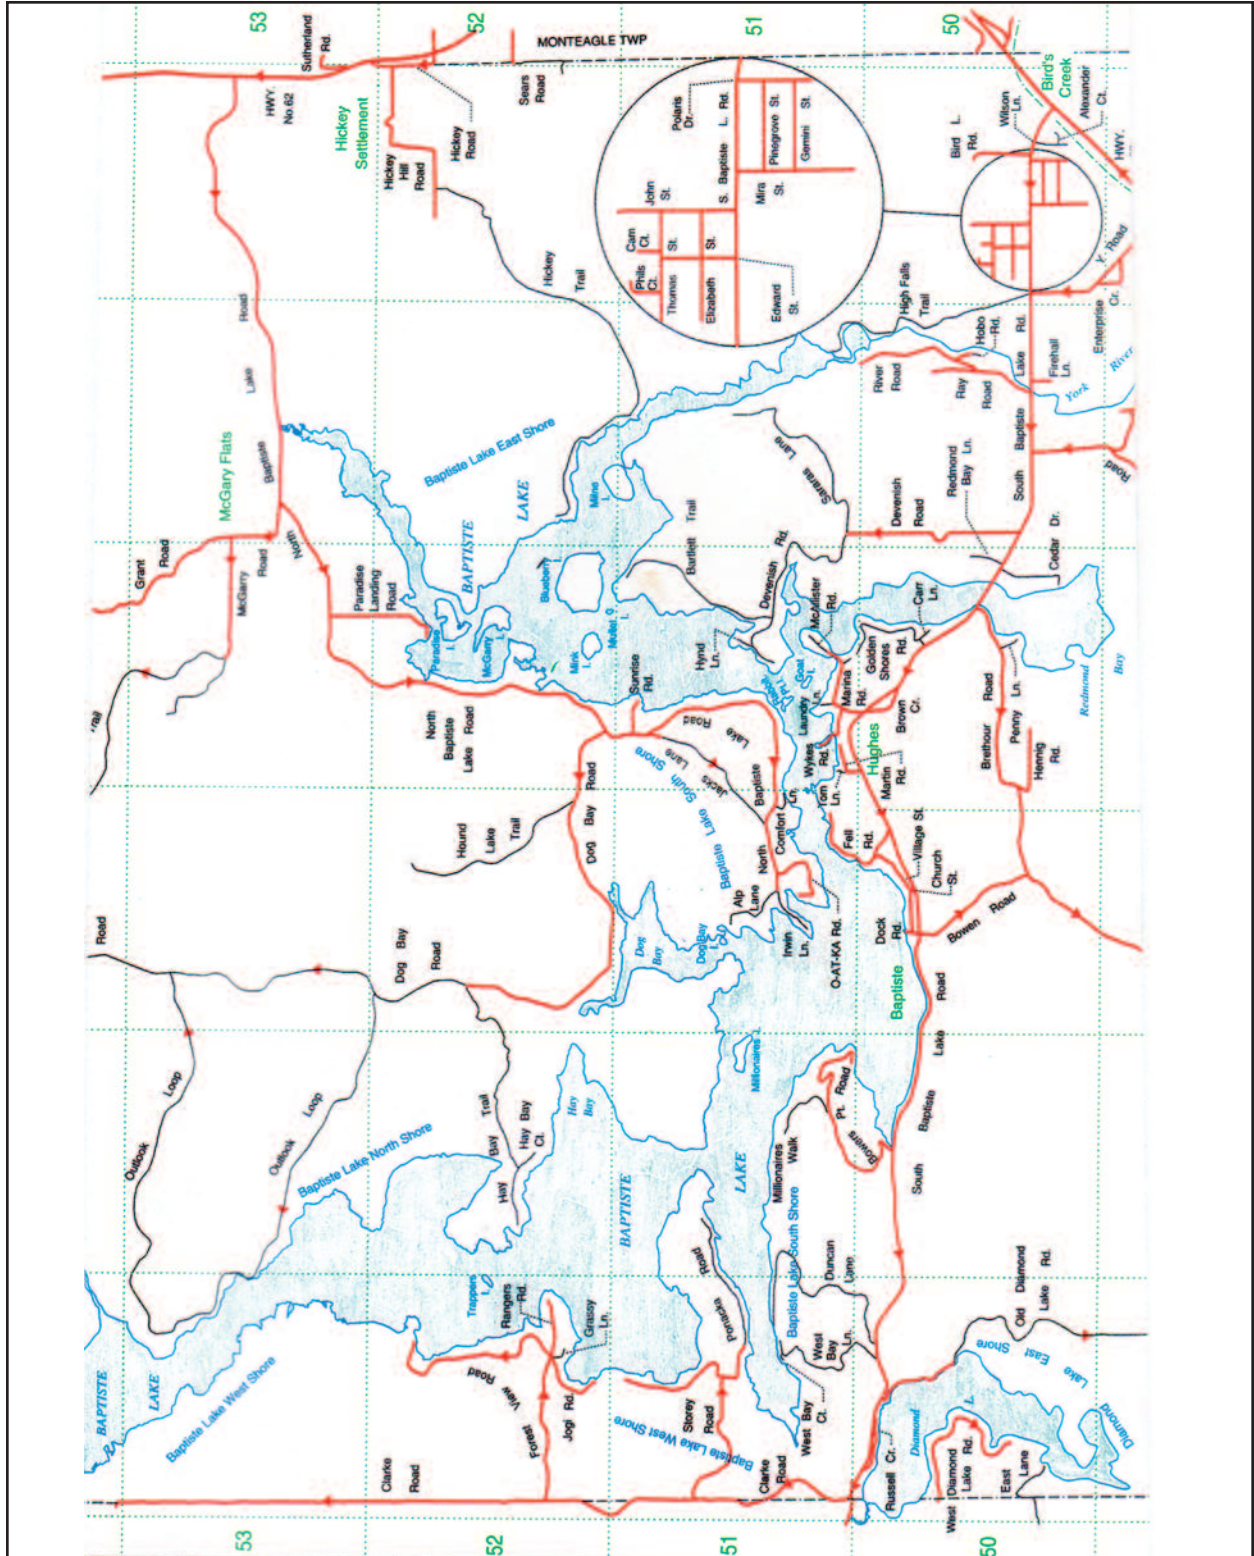 53
52
51
50
Sutherland
Rd.
MONTEAGLE TWP
HWY.
No 62
Sears
Road
Hickey
Settlement
Hickey
Road
Hickey
Hill
Road
Bird's
Creek
Wilson
Ln.
Alexander
Ct.
Bird L.
Rd.
HWY.
Polaris
Dr.
S. Baptiste L. Rd.
Pinegrove St.
Gemini St.
John
St.
Mira
St.
Cam
Ct.
Phils
Ct.
Thomas St.
Elizabeth St.
Edward
St.
Hickey
Trail
High Falls
Trail
Y Road
Enterprise
Cr.
Hobo
Rd.
River
Road
Ray
Road
Firehall
Ln.
York River
North Baptiste Lake Road
McGary Flats
Grant
Road
McGarry
Road
Paradise
Landing
Road
Baptiste Lake East Shore
BAPTISTE
LAKE
Milne
I.
Blueberry
I.
Mink
I.
Mullet
I.
Paradise
I.
McGarry
I.
Sarraras Lane
Bartlett Trail
Devenish Rd.
Devenish
Road
Redmond
Bay Ln.
South Baptiste Lake Rd.
Road
Cedar Dr.
Carr
Ln.
McAllister
Rd.
Hynd
Ln.
Rabbit
Goat
I.
Golden
Shores
Rd.
Marina
Rd.
Laundry
Ln.
Brown
Cr.
Hughes
Martin
Rd.
Wykes
Rd.
Tom
Ln.
Brethour Road
Penny Ln.
Hennig
Rd.
Redmond
Bay
Trail
North
Baptiste
Lake Road
Sunrise
Rd.
Jacks Lane
North Baptiste Lake Road
Baptiste Lake South Shore
Comfort Ln.
Fell
Rd.
Village St.
Church
St.
Dock
Rd.
Bowen Road
Hound
Lake
Trail
Dog Bay Road
Alp
Lane
Irwin
Ln.
O-AT-KA Rd.
Dog
Bay
Dog Bay
I.
Road
Dog Bay
Road
Baptiste
Outlook Loop
Outlook Loop
Baptiste Lake North Shore
Hay Bay Trail
Hay Bay
Ct.
Hay
Bay
Millionaires I.
Millionaires
Walk
Bowers Pt. Road
South Baptiste Lake Road
BAPTISTE
LAKE
Baptiste Lake South Shore
Duncan
Lane
West
Bay
Ln.
West Bay
Ct.
Ponacka Road
Trappers
I.
Rangers
Rd.
Grassy
Ln.
BAPTISTE
LAKE
Baptiste Lake West Shore
Forest View Road
Jogi Rd.
Storey
Road
Baptiste Lake West Shore
Clarke
Road
Clarke
Road
Old Diamond
Lake Rd.
Diamond Lake East Shore
Diamond
L.
Russell Cr.
West Diamond
Lake Rd.
East
Lane
53
52
51
50